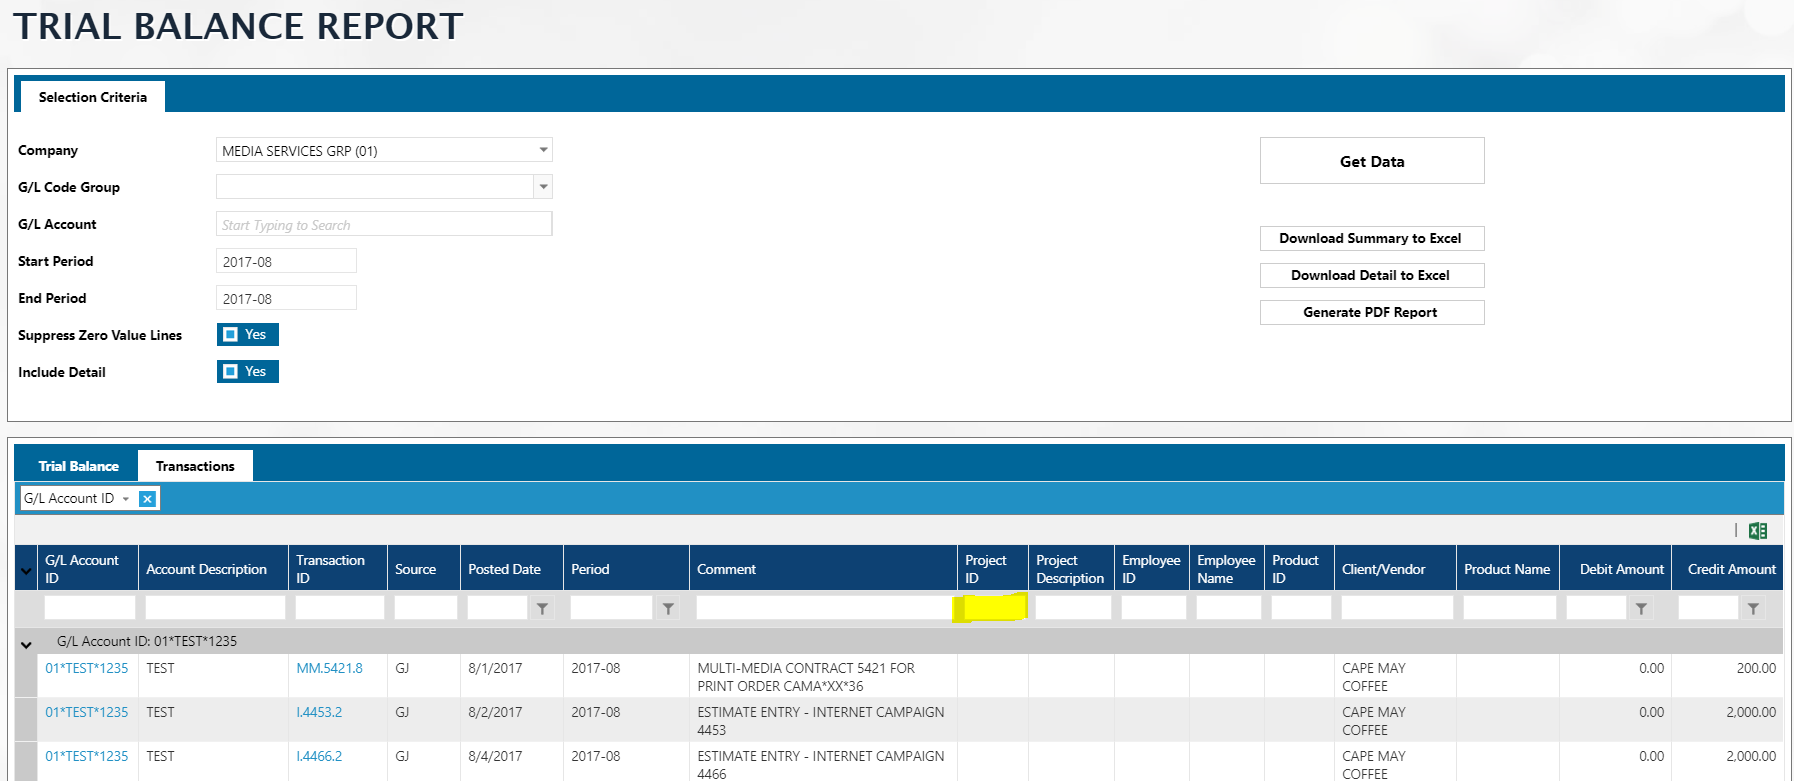 TRIAL BALANCE REPORT
Selection Criteria
Company MEDIA SERVICES GRP (01)
Get Data
G/L Code Group
G/L Account Start Typing to Search
Download Summary to Excel
Start Period 2017-08
Download Detail to Excel
End Period 2017-08
Generate PDF Report
Suppress Zero Value Lines Yes
Include Detail Yes
Trial Balance Transactions
G/L Account ID
G/L Account ID Account Description Transaction ID Source Posted Date Period Comment Project ID Project Description Employee ID Employee Name Product ID Client/Vendor Product Name Debit Amount Credit Amount
G/L Account ID: 01*TEST*1235
01*TEST*1235 TEST MM.5421.8 GJ 8/1/2017 2017-08 MULTI-MEDIA CONTRACT 5421 FOR PRINT ORDER CAMA*XX*36 CAPE MAY COFFEE 0.00 200.00
01*TEST*1235 TEST I.4453.2 GJ 8/2/2017 2017-08 ESTIMATE ENTRY - INTERNET CAMPAIGN 4453 CAPE MAY COFFEE 0.00 2,000.00
01*TEST*1235 TEST I.4466.2 GJ 8/4/2017 2017-08 ESTIMATE ENTRY - INTERNET CAMPAIGN 4466 CAPE MAY COFFEE 0.00 2,000.00